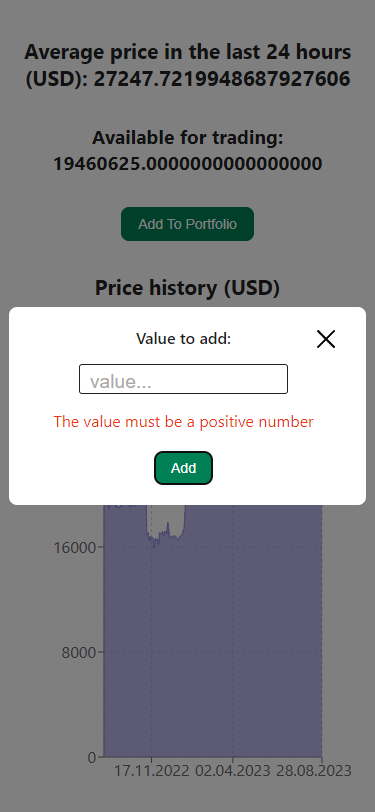 Average price in the last 24 hours
(USD): 27247.7219948687927606
Available for trading:
19460625.0000000000000000
Add To Portfolio
Price history (USD)
Value to add:
value...
The value must be a positive number
Add
16000
8000
0
17.11.2022 02.04.2023 28.08.2023